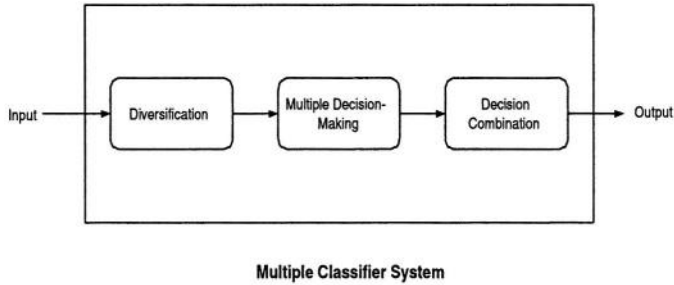 Input
Diversification
Multiple Decision-
Making
Decision
Combination
Output
Multiple Classifier System